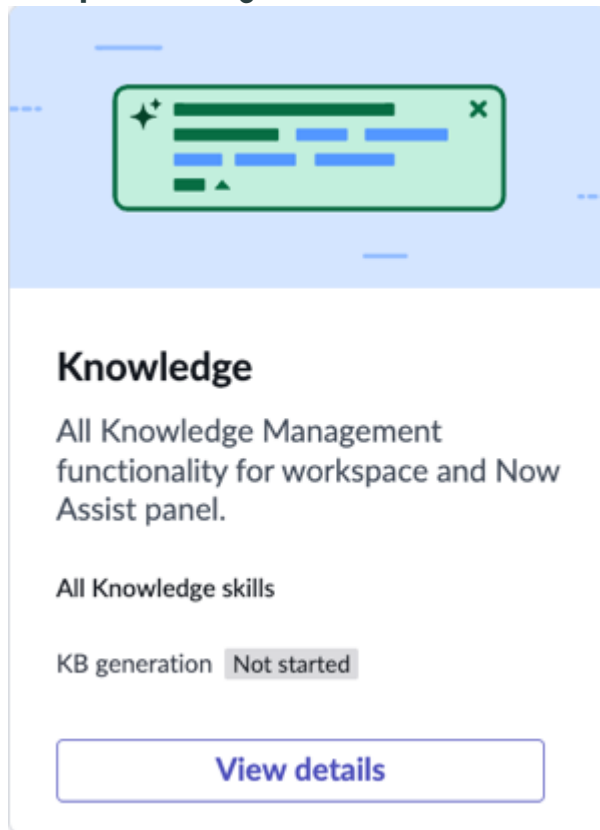 Knowledge
All Knowledge Management
functionality for workspace and Now
Assist panel.
All Knowledge skills
KB generation Not started
View details